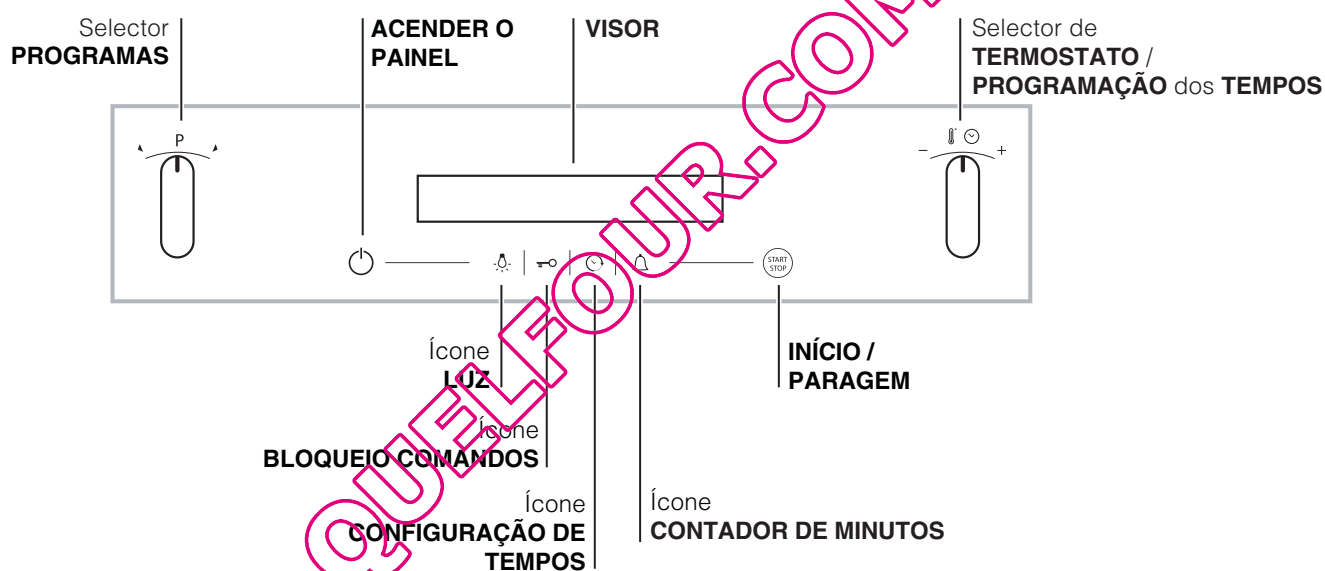 Selector
PROGRAMAS
ACENDER O
PAINEL
VISOR
Selector de
TERMOSTATO /
PROGRAMAÇÃO dos TEMPOS
P
- +
START
STOP
Ícone
LUZ
INÍCIO /
PARAGEM
Ícone
BLOQUEIO COMANDOS
Ícone
CONFIGURAÇÃO DE
TEMPOS
Ícone
CONTADOR DE MINUTOS
QUELFOUR.COM